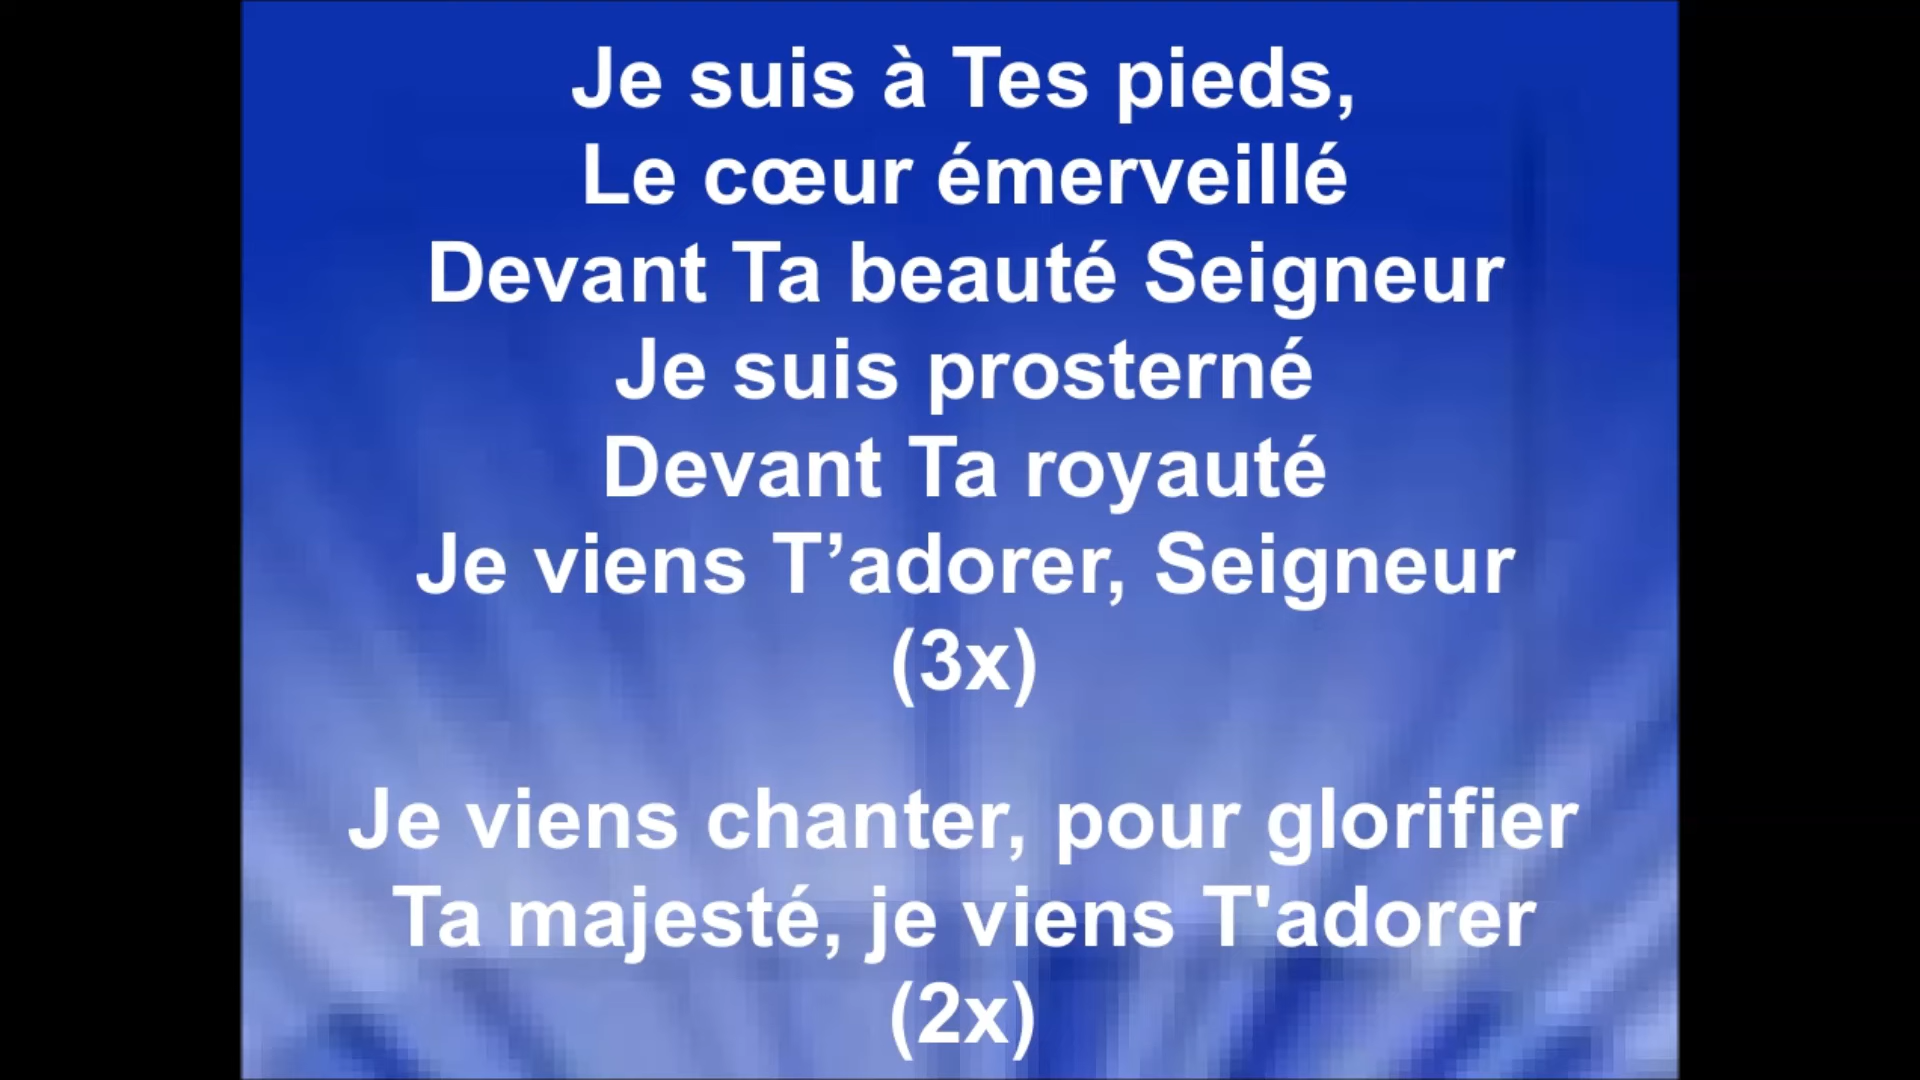 Je suis à Tes pieds,
Le cœur émerveillé
Devant Ta beauté Seigneur
Je suis prosterné
Devant Ta royauté
Je viens T’adorer, Seigneur
(3x)
Je viens chanter, pour glorifier
Ta majesté, je viens T'adorer
(2x)